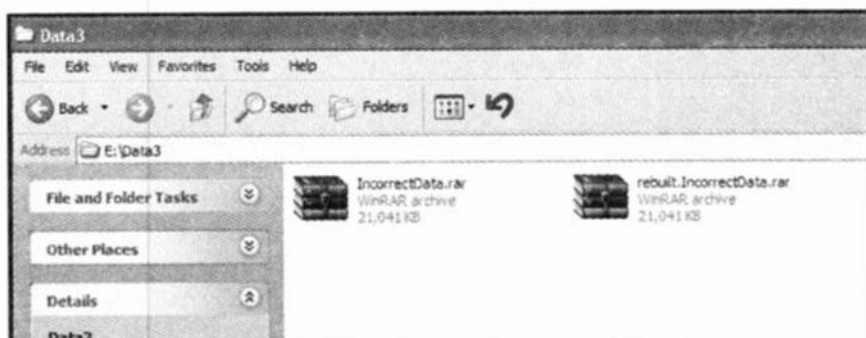 Data3
File Edit View Favorites Tools Help
Back Search Folders
Address E:\Data3
File and Folder Tasks
Other Places
Details
Data3
IncorrectData.rar
WinRAR archive
21,041 KB
rebuilt.IncorrectData.rar
WinRAR archive
21,041 KB